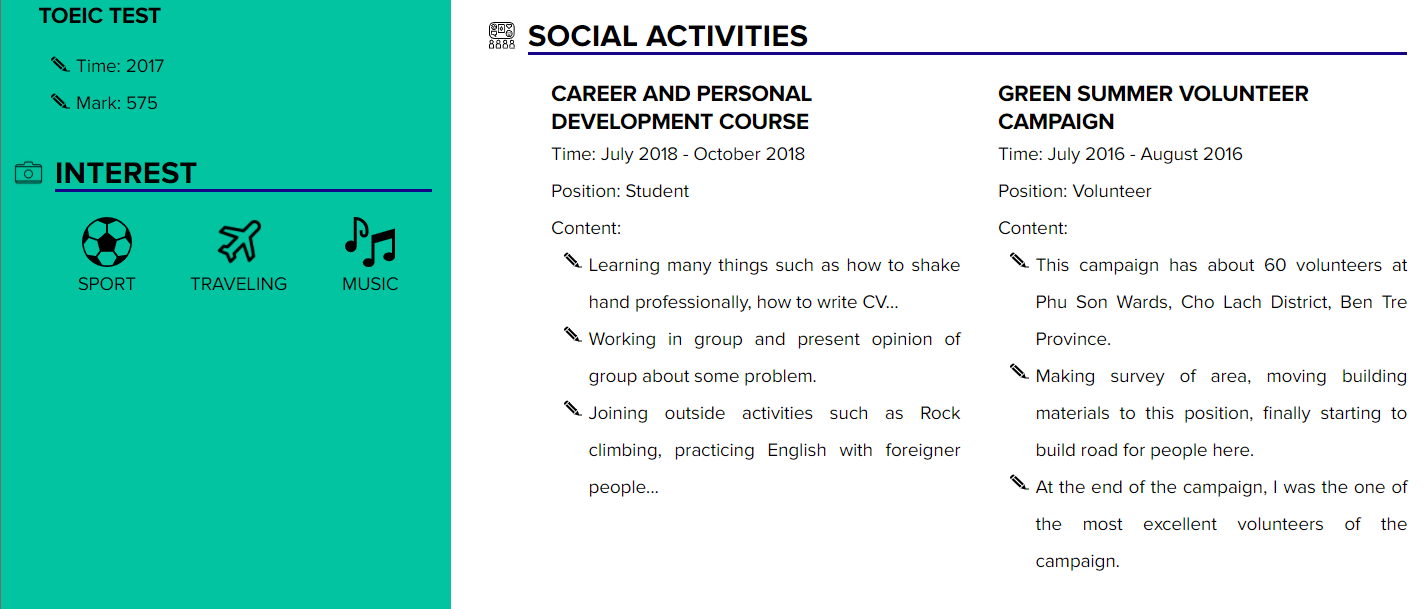 TOEIC TEST
Time: 2017
Mark: 575
INTEREST
SPORT
TRAVELING
MUSIC
SOCIAL ACTIVITIES
CAREER AND PERSONAL
DEVELOPMENT COURSE
Time: July 2018 - October 2018
Position: Student
Content:
Learning many things such as how to shake
hand professionally, how to write CV...
Working in group and present opinion of
group about some problem.
Joining outside activities such as Rock
climbing, practicing English with foreigner
people...
GREEN SUMMER VOLUNTEER
CAMPAIGN
Time: July 2016 - August 2016
Position: Volunteer
Content:
This campaign has about 60 volunteers at
Phu Son Wards, Cho Lach District, Ben Tre
Province.
Making survey of area, moving building
materials to this position, finally starting to
build road for people here.
At the end of the campaign, I was the one of
the most excellent volunteers of the
campaign.